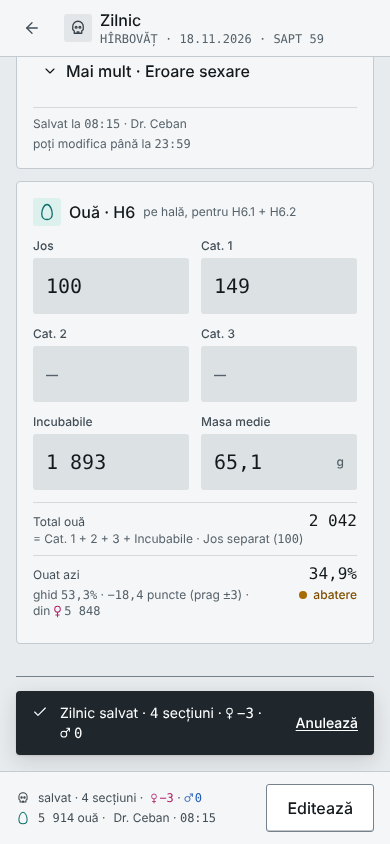 Zilnic
HÎRBOVĂȚ · 18.11.2026 · SAPT 59
Mai mult · Eroare sexare
Salvat la 08:15 · Dr. Ceban
poți modifica până la 23:59
Ouă · H6 pe hală, pentru H6.1 + H6.2
Jos Cat. 1
100 149
Cat. 2 Cat. 3
— —
Incubabile Masa medie
1 893 65,1 g
Total ouă 2 042
= Cat. 1 + 2 + 3 + Incubabile · Jos separat (100)
Ouat azi 34,9%
ghid 53,3% · −18,4 puncte (prag ±3) · abatere
din ♀ 5 848
Zilnic salvat · 4 secțiuni · ♀ −3 · Anulează
♂ 0
salvat · 4 secțiuni · ♀−3 · ♂0 Editează
5 914 ouă · Dr. Ceban · 08:15